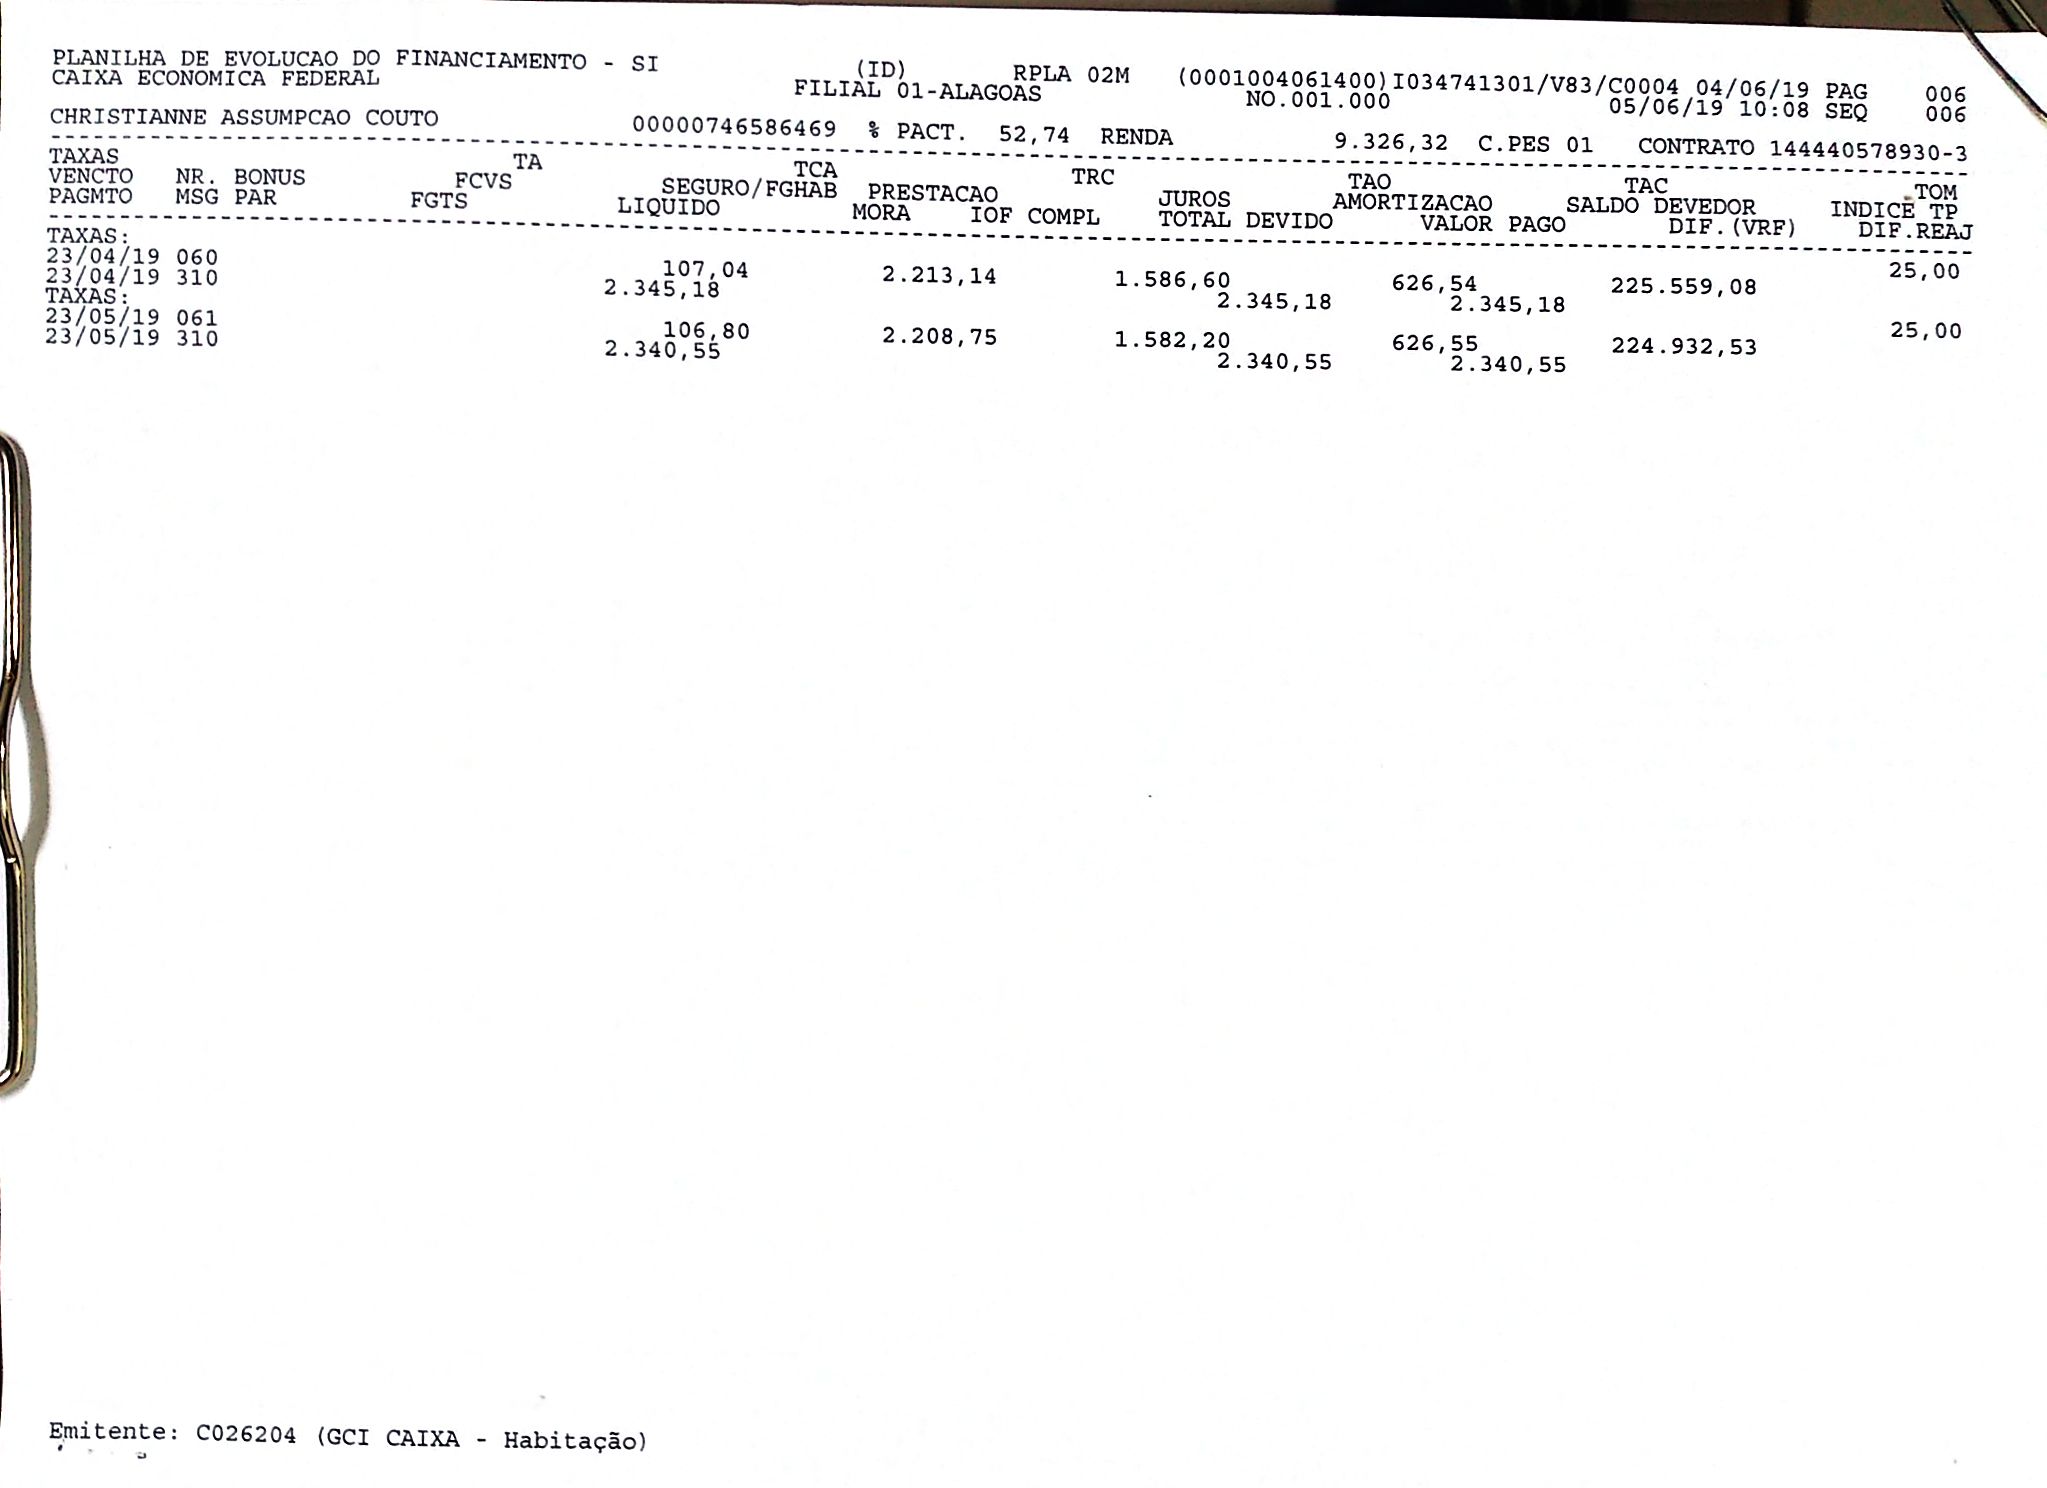 PLANILHA DE EVOLUCAO DO FINANCIAMENTO - SI (ID) RPLA 02M (0001004061400)I034741301/V83/C0004 04/06/19 PAG 006
CAIXA ECONOMICA FEDERAL FILIAL 01-ALAGOAS NO.001.000 05/06/19 10:08 SEQ 006
CHRISTIANNE ASSUMPCAO COUTO 00000746586469 % PACT. 52,74 RENDA 9.326,32 C.PES 01 CONTRATO 144440578930-3
TAXAS TA TCA TRC TAO TAC TOM
VENCTO NR. BONUS FCVS SEGURO/FGHAB PRESTACAO JUROS AMORTIZACAO SALDO DEVEDOR INDICE TP
PAGMTO MSG PAR FGTS LIQUIDO MORA IOF COMPL TOTAL DEVIDO VALOR PAGO DIF.(VRF) DIF.REAJ
TAXAS: 25,00
23/04/19 060 107,04 2.213,14 1.586,60 626,54 225.559,08
23/04/19 310 2.345,18 2.345,18 2.345,18
TAXAS: 25,00
23/05/19 061 106,80 2.208,75 1.582,20 626,55 224.932,53
23/05/19 310 2.340,55 2.340,55 2.340,55
Emitente: C026204 (GCI CAIXA - Habitação)